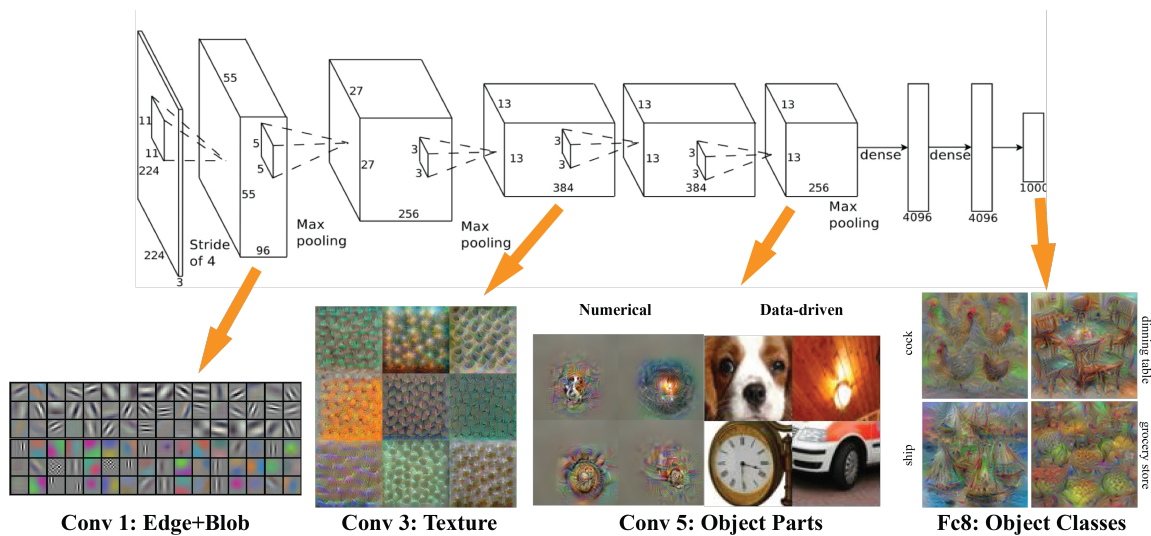 55
27
13
13
13
11
5
5
3
3
3
3
3
3
11
55
27
13
13
13
dense
dense
224
384
384
256
1000
224
3
Stride
of 4
96
Max
pooling
256
Max
pooling
Max
pooling
4096
4096
Numerical
Data-driven
cock
dinning table
ship
grocery store
Conv 1: Edge+Blob
Conv 3: Texture
Conv 5: Object Parts
Fc8: Object Classes